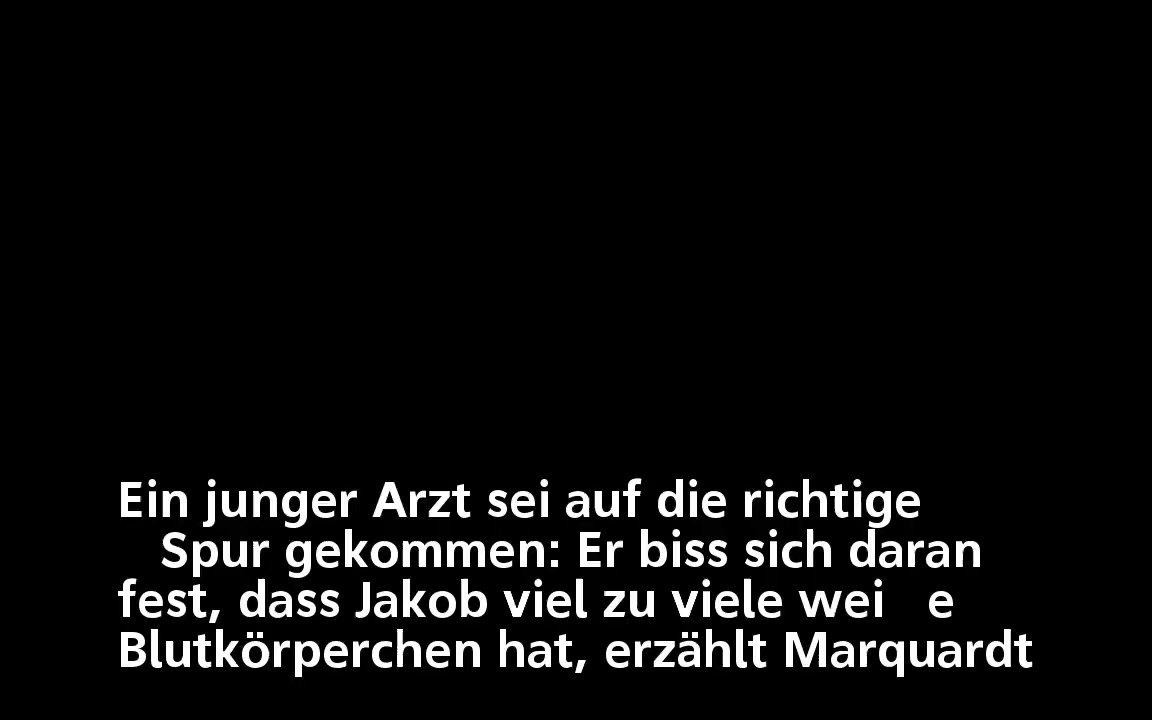 Ein junger Arzt sei auf die richtige
Spur gekommen: Er biss sich daran
fest, dass Jakob viel zu viele wei e
Blutkörperchen hat, erzählt Marquardt